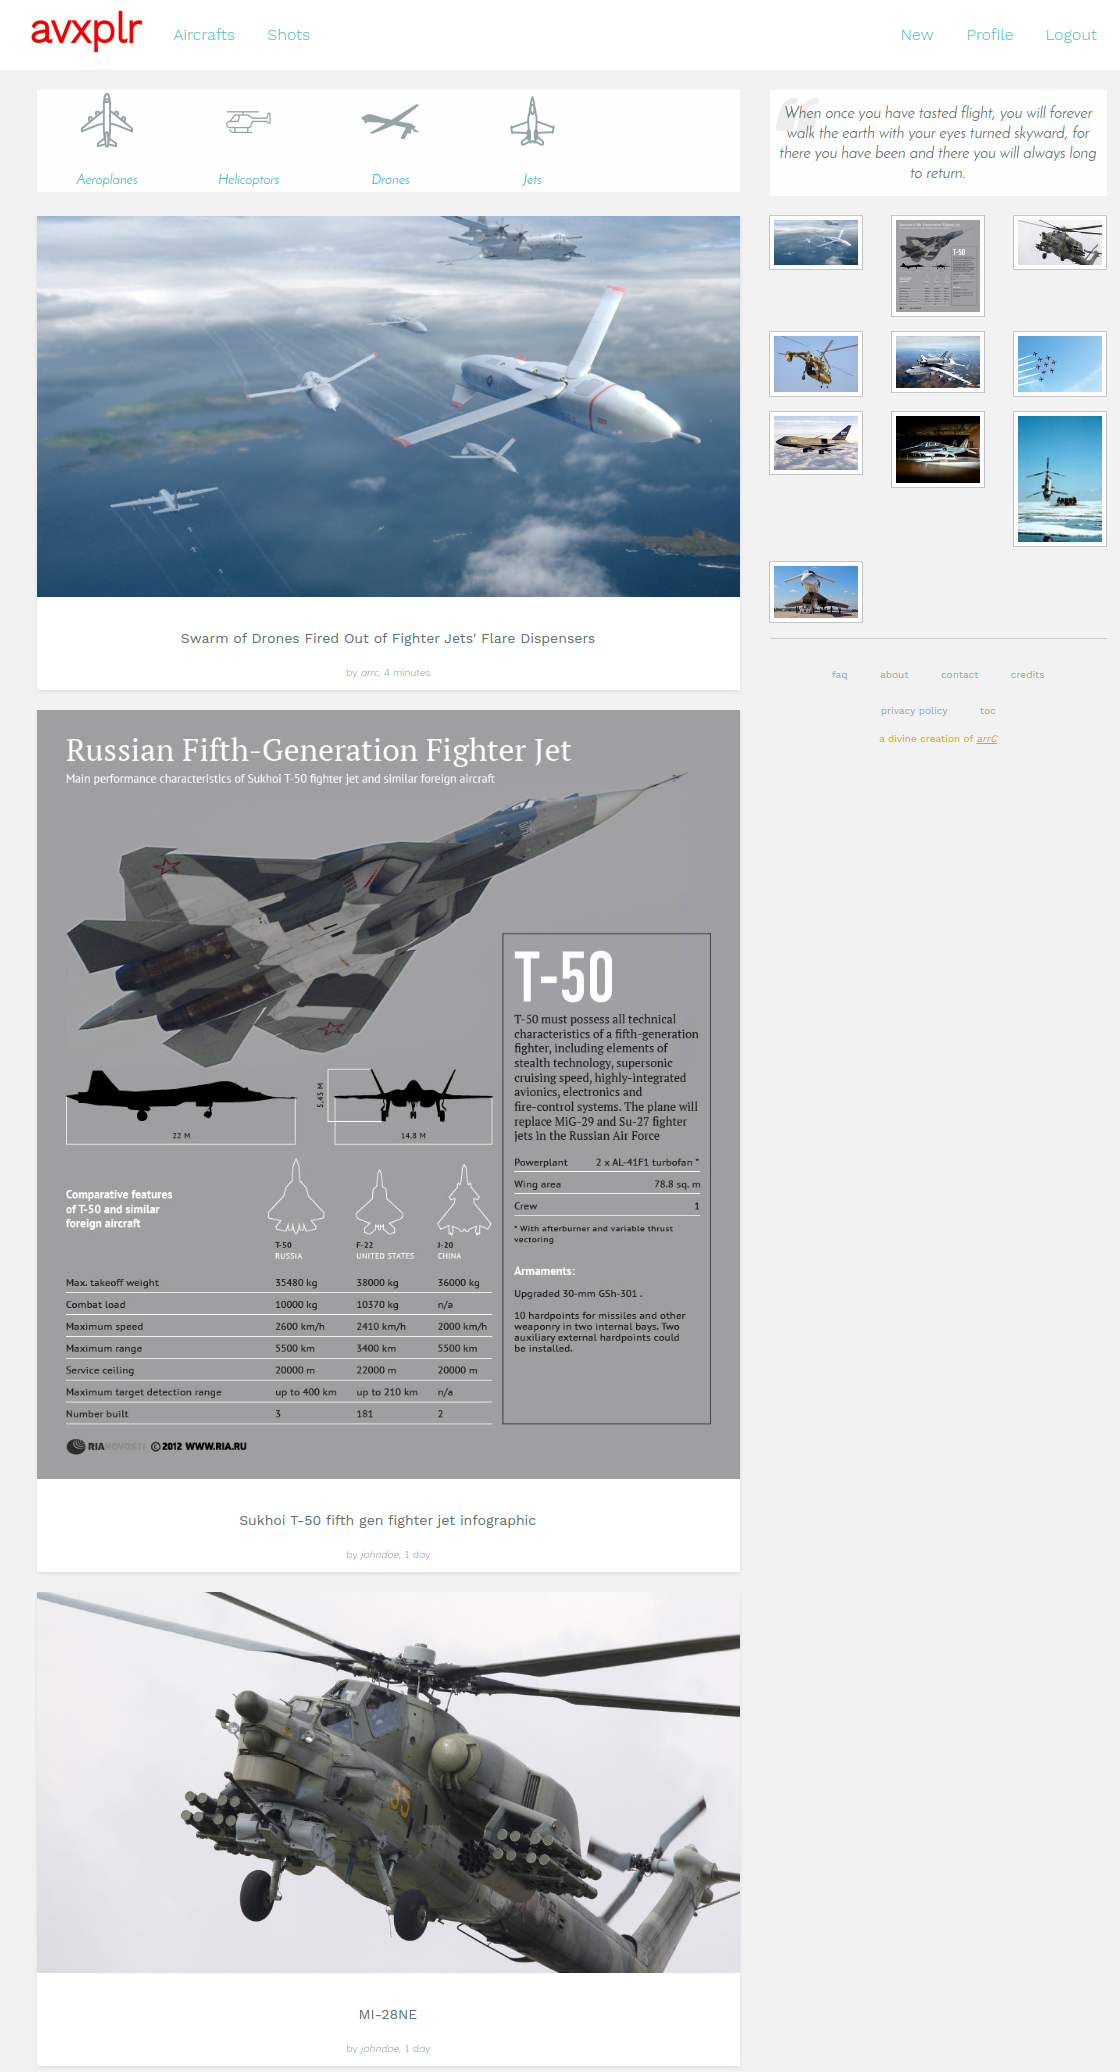 avxplr
Aircrafts Shots
New Profile Logout
Aeroplanes Helicoptors Drones Jets
When once you have tasted flight, you will forever
walk the earth with your eyes turned skyward, for
there you have been and there you will always long
to return.
Swarm of Drones Fired Out of Fighter Jets' Flare Dispensers
by arrc, 4 minutes
Russian Fifth-Generation Fighter Jet
Main performance characteristics of Sukhoi T-50 fighter jet and similar foreign aircraft
22 M
5,45 M
14,8 M
Comparative features
of T-50 and similar
foreign aircraft
T-50 F-22 J-20
RUSSIA UNITED STATES CHINA
Max. takeoff weight 35480 kg 38000 kg 36000 kg
Combat load 10000 kg 10370 kg n/a
Maximum speed 2600 km/h 2410 km/h 2000 km/h
Maximum range 5500 km 3400 km 5500 km
Service ceiling 20000 m 22000 m 20000 m
Maximum target detection range up to 400 km up to 210 km n/a
Number built 3 181 2
RIANOVOSTI © 2012 WWW.RIA.RU
T-50
T-50 must possess all technical
characteristics of a fifth-generation
fighter, including elements of
stealth technology, supersonic
cruising speed, highly-integrated
avionics, electronics and
fire-control systems. The plane will
replace MiG-29 and Su-27 fighter
jets in the Russian Air Force
Powerplant 2 x AL-41F1 turbofan *
Wing area 78.8 sq. m
Crew 1
* With afterburner and variable thrust
vectoring
Armaments:
Upgraded 30-mm GSh-301 .
10 hardpoints for missiles and other
weaponry in two internal bays. Two
auxiliary external hardpoints could
be installed.
Sukhoi T-50 fifth gen fighter jet infographic
by johndoe, 1 day
35
MI-28NE
by johndoe, 1 day
faq about contact credits
privacy policy toc
a divine creation of arrC